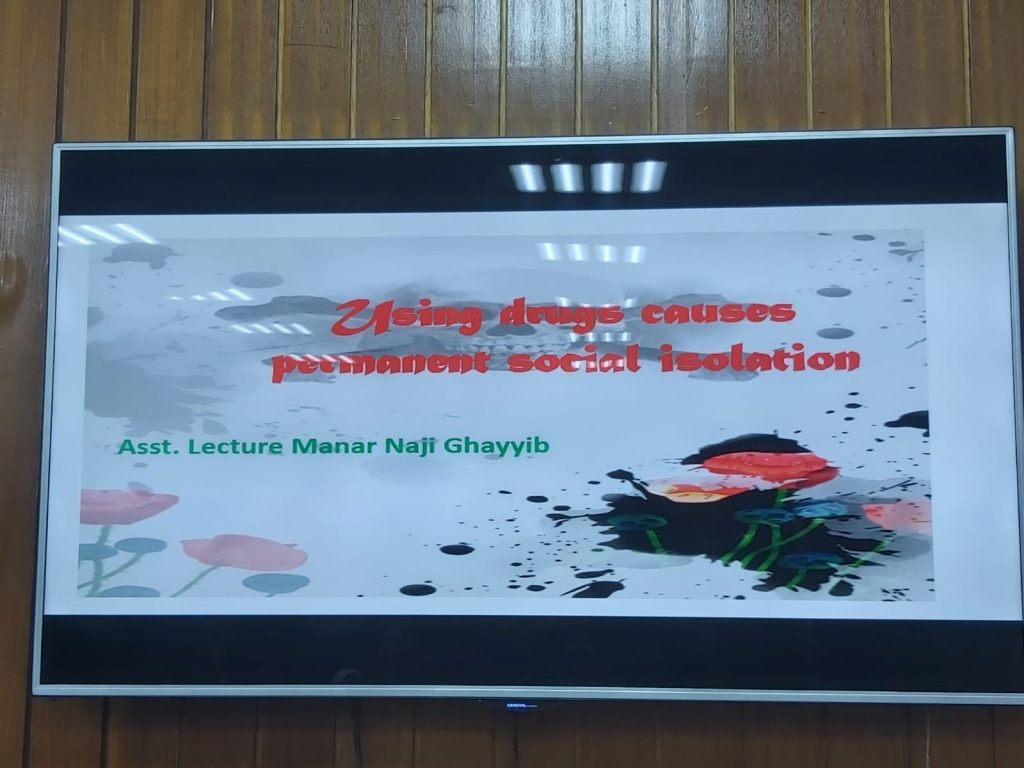 Using drugs causes
permanent social isolation
Asst. Lecture Manar Naji Ghayyib